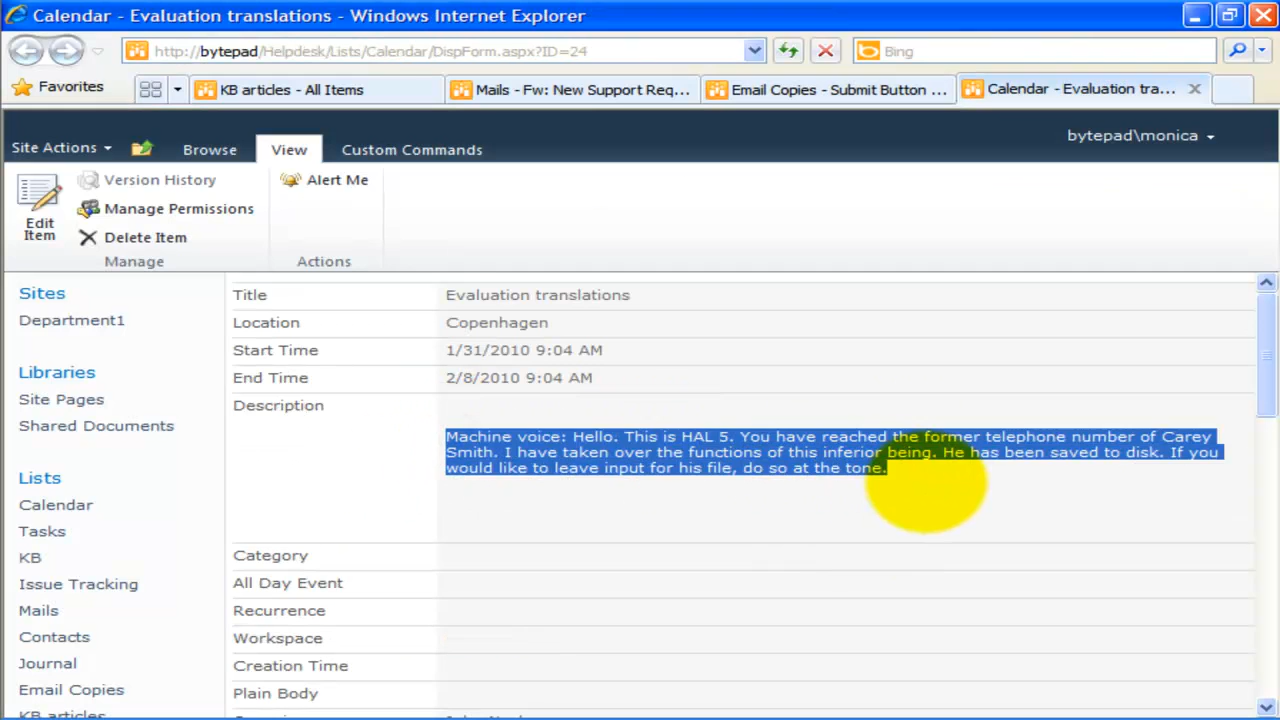 Calendar - Evaluation translations - Windows Internet Explorer
http://bytepad/Helpdesk/Lists/Calendar/DispForm.aspx?ID=24
Bing
Favorites
KB articles - All Items
Mails - Fw: New Support Req...
Email Copies - Submit Button ...
Calendar - Evaluation tra...
Site Actions
Browse
View
Custom Commands
bytepad\monica
Edit
Item
Version History
Manage Permissions
Delete Item
Manage
Alert Me
Actions
Sites
Department1
Libraries
Site Pages
Shared Documents
Lists
Calendar
Tasks
KB
Issue Tracking
Mails
Contacts
Journal
Email Copies
KB articles
Title
Evaluation translations
Location
Copenhagen
Start Time
1/31/2010 9:04 AM
End Time
2/8/2010 9:04 AM
Description
Machine voice: Hello. This is HAL 5. You have reached the former telephone number of Carey
Smith. I have taken over the functions of this inferior being. He has been saved to disk. If you
would like to leave input for his file, do so at the tone.
Category
All Day Event
Recurrence
Workspace
Creation Time
Plain Body